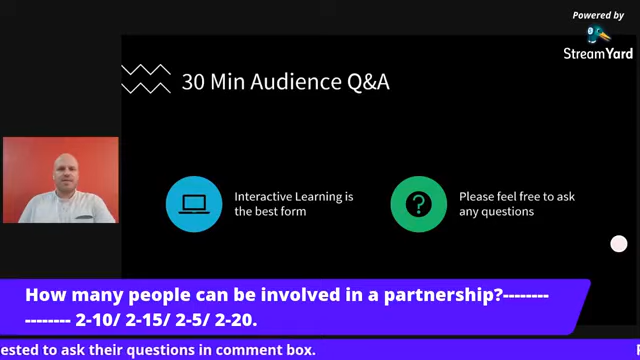 Powered by
StreamYard
30 Min Audience Q&A
Interactive Learning is
the best form
?
Please feel free to ask
any questions
How many people can be involved in a partnership?--------
-------- 2-10/ 2-15/ 2-5/ 2-20.
ested to ask their questions in comment box.